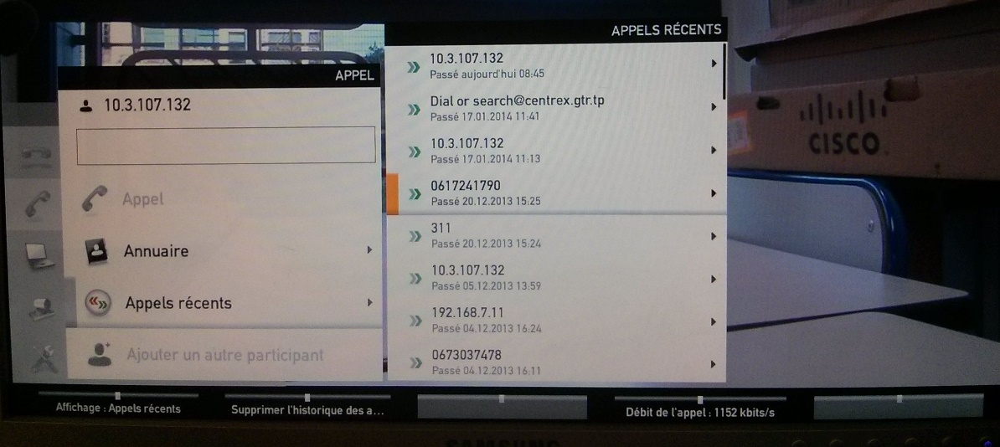 APPEL
10.3.107.132
Appel
Annuaire
Appels récents
Ajouter un autre participant
APPELS RÉCENTS
10.3.107.132
Passé aujourd'hui 08:45
Dial or search@centrex.gtr.tp
Passé 17.01.2014 11:41
10.3.107.132
Passé 17.01.2014 11:13
0617241790
Passé 20.12.2013 15:25
311
Passé 20.12.2013 15:24
10.3.107.132
Passé 05.12.2013 13:59
192.168.7.11
Passé 04.12.2013 16:24
0673037478
Passé 04.12.2013 16:11
CISCO
Affichage : Appels récents
Supprimer l'historique des a...
Débit de l'appel : 1152 kbits/s
SAMSUNG